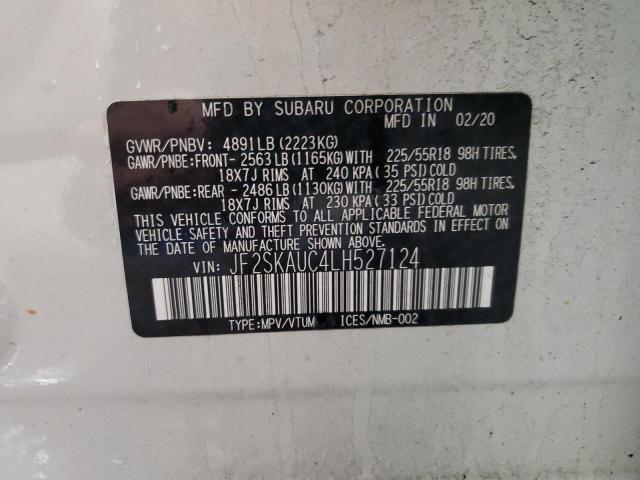 MFD BY SUBARU CORPORATION
MFD IN 02/20
GVWR/PNBV: 4891LB(2223KG)
GAWR/PNBE:FRONT- 2563LB(1165KG)WITH 225/55R18 98H TIRES,
18X7J RIMS AT 240 KPA(35 PSI)COLD
GAWR/PNBE:REAR - 2486LB(1130KG)WITH 225/55R18 98H TIRES,
18X7J RIMS AT 230 KPA(33 PSI)COLD
THIS VEHICLE CONFORMS TO ALL APPLICABLE FEDERAL MOTOR
VEHICLE SAFETY AND THEFT PREVENTION STANDARDS IN EFFECT ON
THE DATE OF MANUFACTURE SHOWN ABOVE.
VIN: JF2SKAUC4LH527124
TYPE:MPV/VTUM ICES/NMB-002